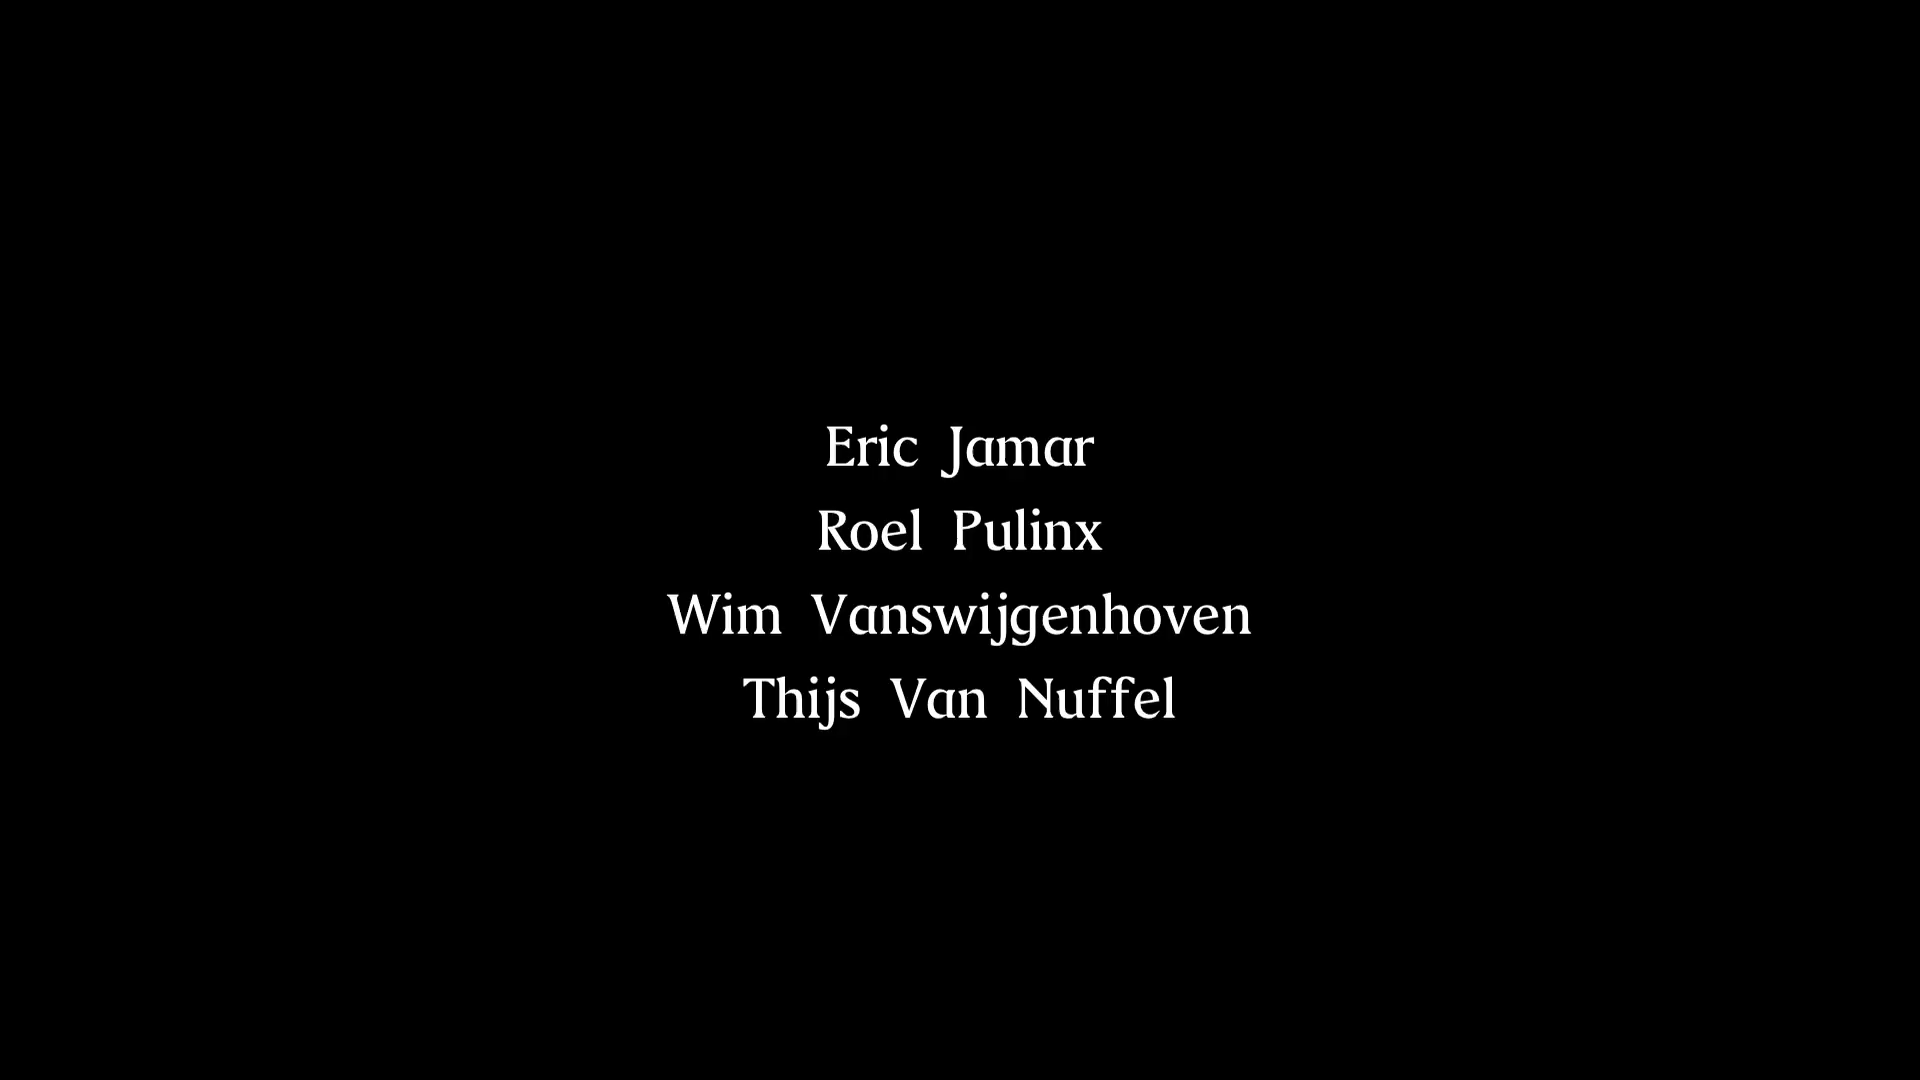 Eric Jamar
Roel Pulinx
Wim Vanswijgenhoven
Thijs Van Nuffel